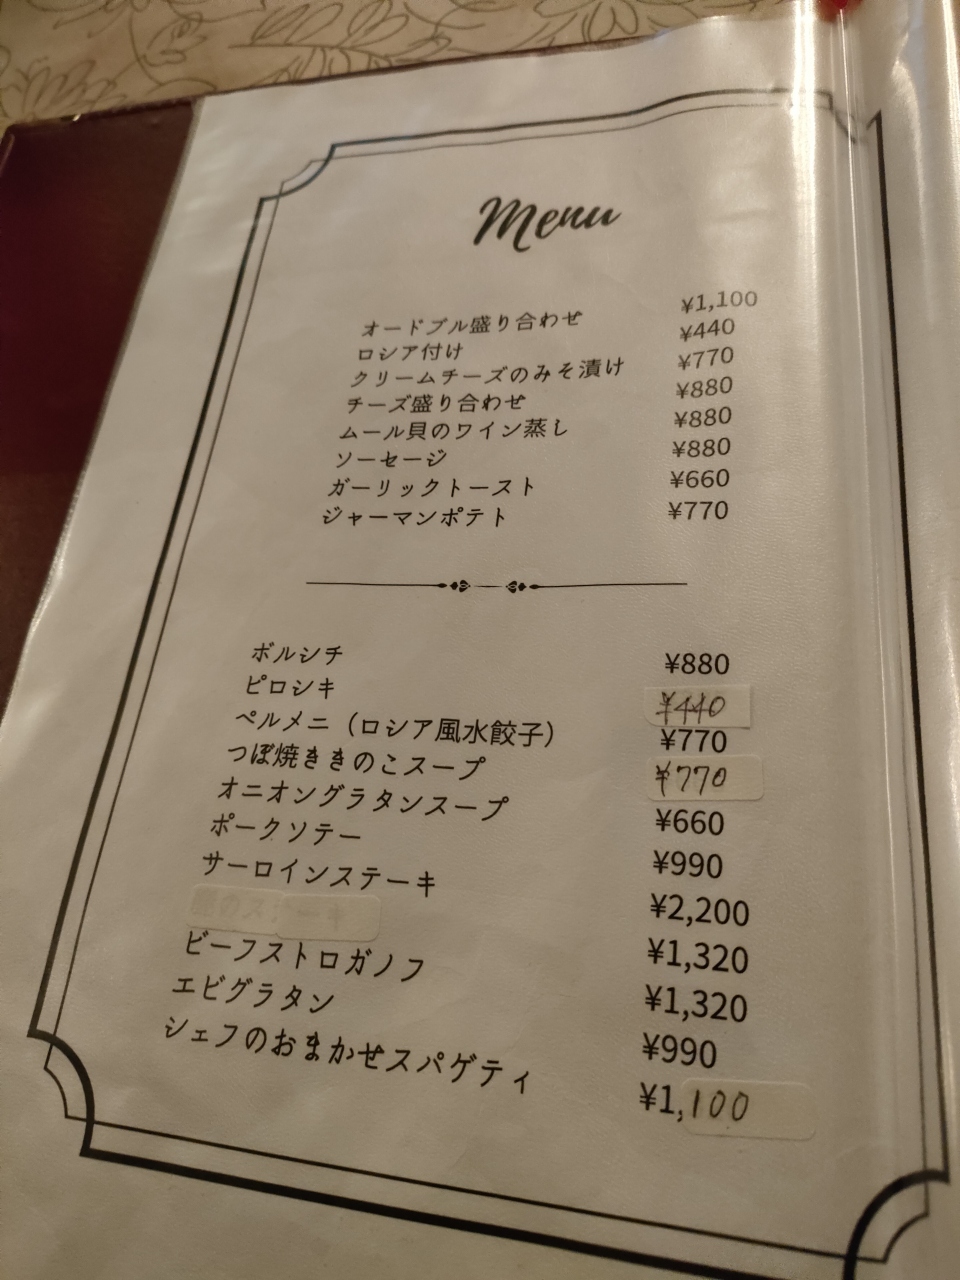 Menu
オードブル盛り合わせ ¥1,100
ロシア付け ¥440
クリームチーズのみそ漬け ¥770
チーズ盛り合わせ ¥880
ムール貝のワイン蒸し ¥880
ソーセージ ¥880
ガーリックトースト ¥660
ジャーマンポテト ¥770
ボルシチ ¥880
ピロシキ ¥440
ペルメニ（ロシア風水餃子） ¥770
つぼ焼ききのこスープ ¥770
オニオングラタンスープ ¥660
ポークソテー ¥990
サーロインステーキ ¥2,200
¥1,320
ビーフストロガノフ ¥1,320
エビグラタン ¥990
シェフのおまかせスパゲティ ¥1,100